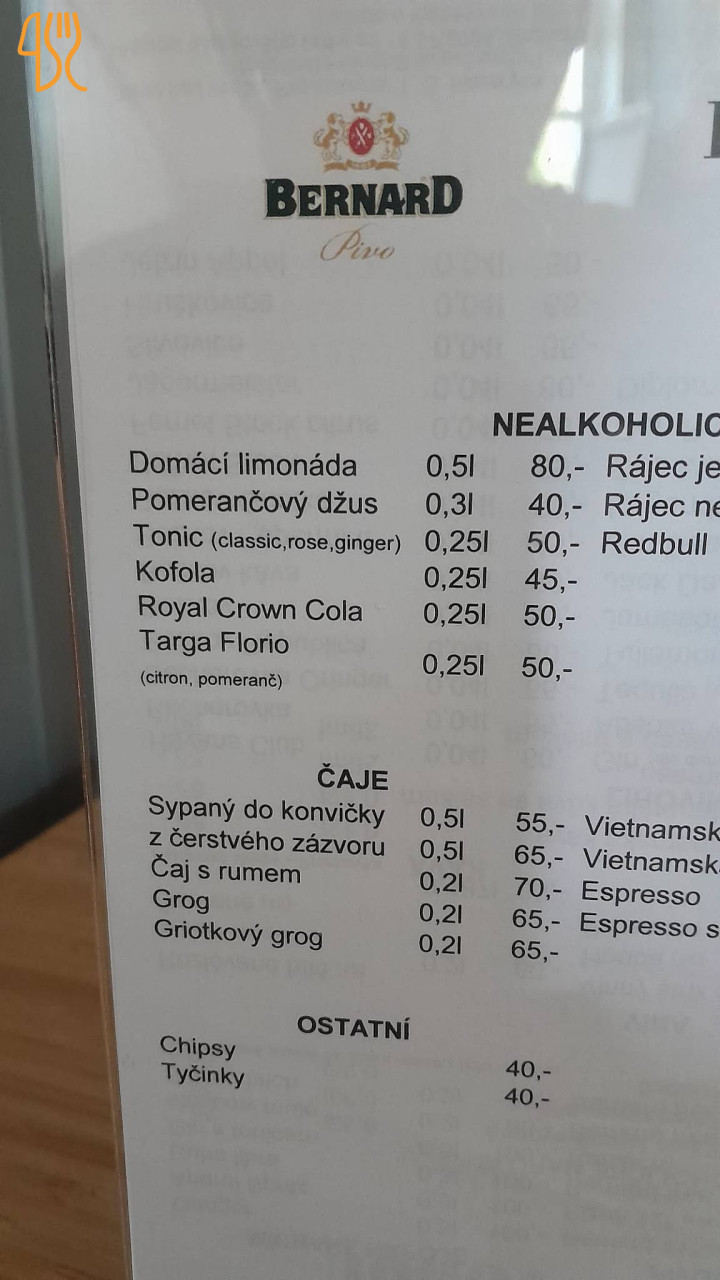 BERNARD
Pivo
NEALKOHOLIC
Domácí limonáda 0,5l 80,- Rájec je
Pomerančový džus 0,3l 40,- Rájec ne
Tonic (classic,rose,ginger) 0,25l 50,- Redbull
Kofola 0,25l 45,-
Royal Crown Cola 0,25l 50,-
Targa Florio
(citron, pomeranč) 0,25l 50,-
ČAJE
Sypaný do konvičky 0,5l 55,- Vietnamsk
z čerstvého zázvoru 0,5l 65,- Vietnamsk
Čaj s rumem 0,2l 70,- Espresso
Grog 0,2l 65,- Espresso s
Griotkový grog 0,2l 65,-
OSTATNÍ
Chipsy 40,-
Tyčinky 40,-